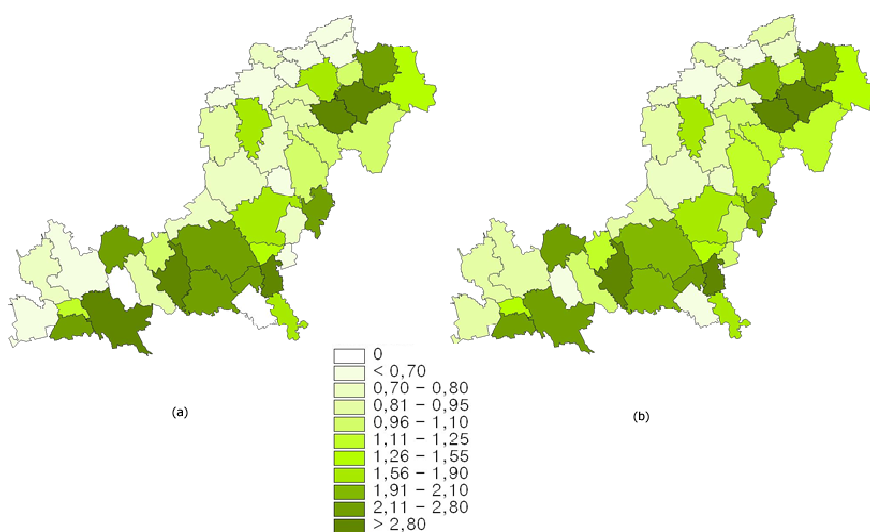 0
< 0,70
0,70 – 0,80
0,81 – 0,95
0,96 – 1,10
1,11 – 1,25
1,26 – 1,55
1,56 – 1,90
1,91 – 2,10
2,11 – 2,80
> 2,80
(a)
(b)